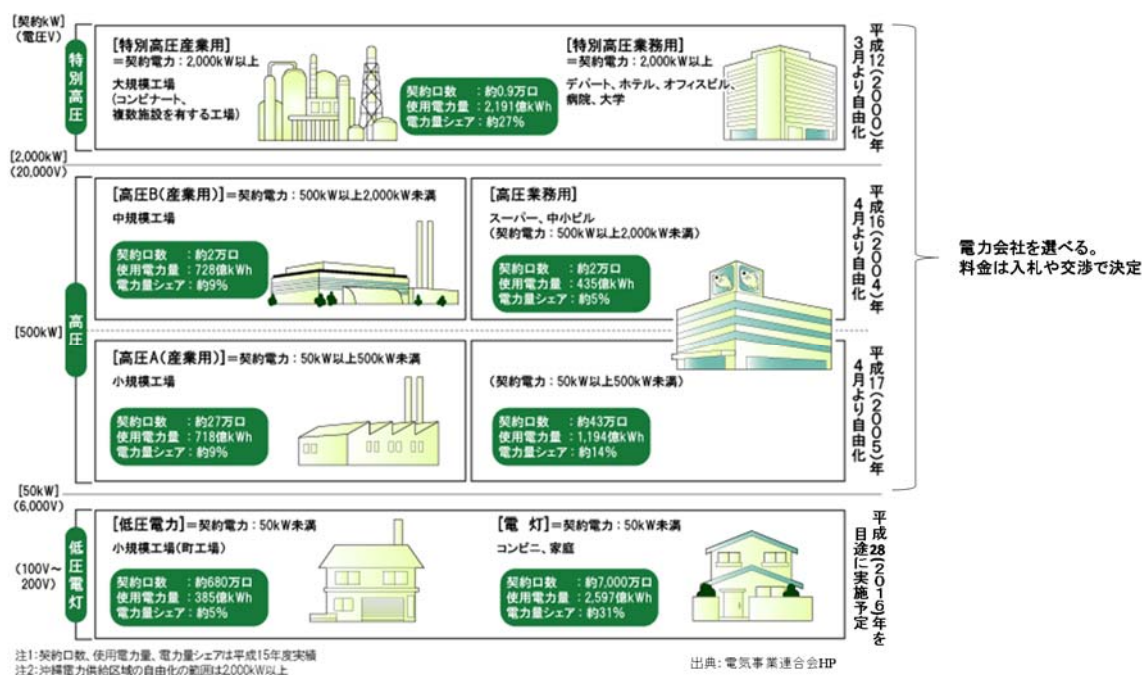 [契約kW]
(電圧V)
特別高圧
[特別高圧産業用]
=契約電力:2,000kW以上
大規模工場
(コンビナート、
複数施設を有する工場)
契約口数 :約0.9万口
使用電力量 :2,191億kWh
電力量シェア:約27%
[特別高圧業務用]
=契約電力:2,000kW以上
デパート、ホテル、オフィスビル、
病院、大学
平成12(2000)年
3月より自由化
[2,000kW]
(20,000V)
高圧
[高圧B(産業用)]=契約電力:500kW以上2,000kW未満
中規模工場
契約口数 :約2万口
使用電力量 :728億kWh
電力量シェア:約9%
[高圧業務用]
スーパー、中小ビル
(契約電力:500kW以上2,000kW未満)
契約口数 :約2万口
使用電力量 :435億kWh
電力量シェア:約5%
平成16(2004)年
4月より自由化
電力会社を選べる。
料金は入札や交渉で決定
[500kW]
[高圧A(産業用)]=契約電力:50kW以上500kW未満
小規模工場
契約口数 :約27万口
使用電力量 :718億kWh
電力量シェア:約9%
(契約電力:50kW以上500kW未満)
契約口数 :約43万口
使用電力量 :1,194億kWh
電力量シェア:約14%
平成17(2005)年
4月より自由化
[50kW]
(6,000V)
低圧電灯
(100V~
200V)
[低圧電力]=契約電力:50kW未満
小規模工場(町工場)
契約口数 :約680万口
使用電力量 :385億kWh
電力量シェア:約5%
[電 灯]=契約電力:50kW未満
コンビニ、家庭
契約口数 :約7,000万口
使用電力量 :2,597億kWh
電力量シェア:約31%
平成28(2016)年を
目途に実施予定
注1:契約口数、使用電力量、電力量シェアは平成15年度実績
注2:沖縄電力供給区域の自由化の範囲は2,000kW以上
出典:電気事業連合会HP